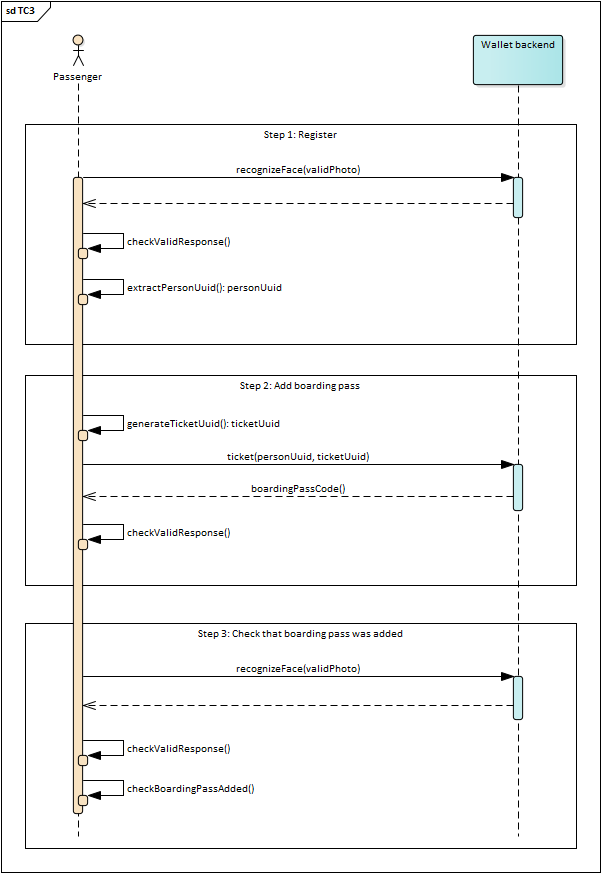 sd TC3
Passenger
Wallet backend
Step 1: Register
recognizeFace(validPhoto)
checkValidResponse()
extractPersonUuid(): personUuid
Step 2: Add boarding pass
generateTicketUuid(): ticketUuid
ticket(personUuid, ticketUuid)
boardingPassCode()
checkValidResponse()
Step 3: Check that boarding pass was added
recognizeFace(validPhoto)
checkValidResponse()
checkBoardingPassAdded()